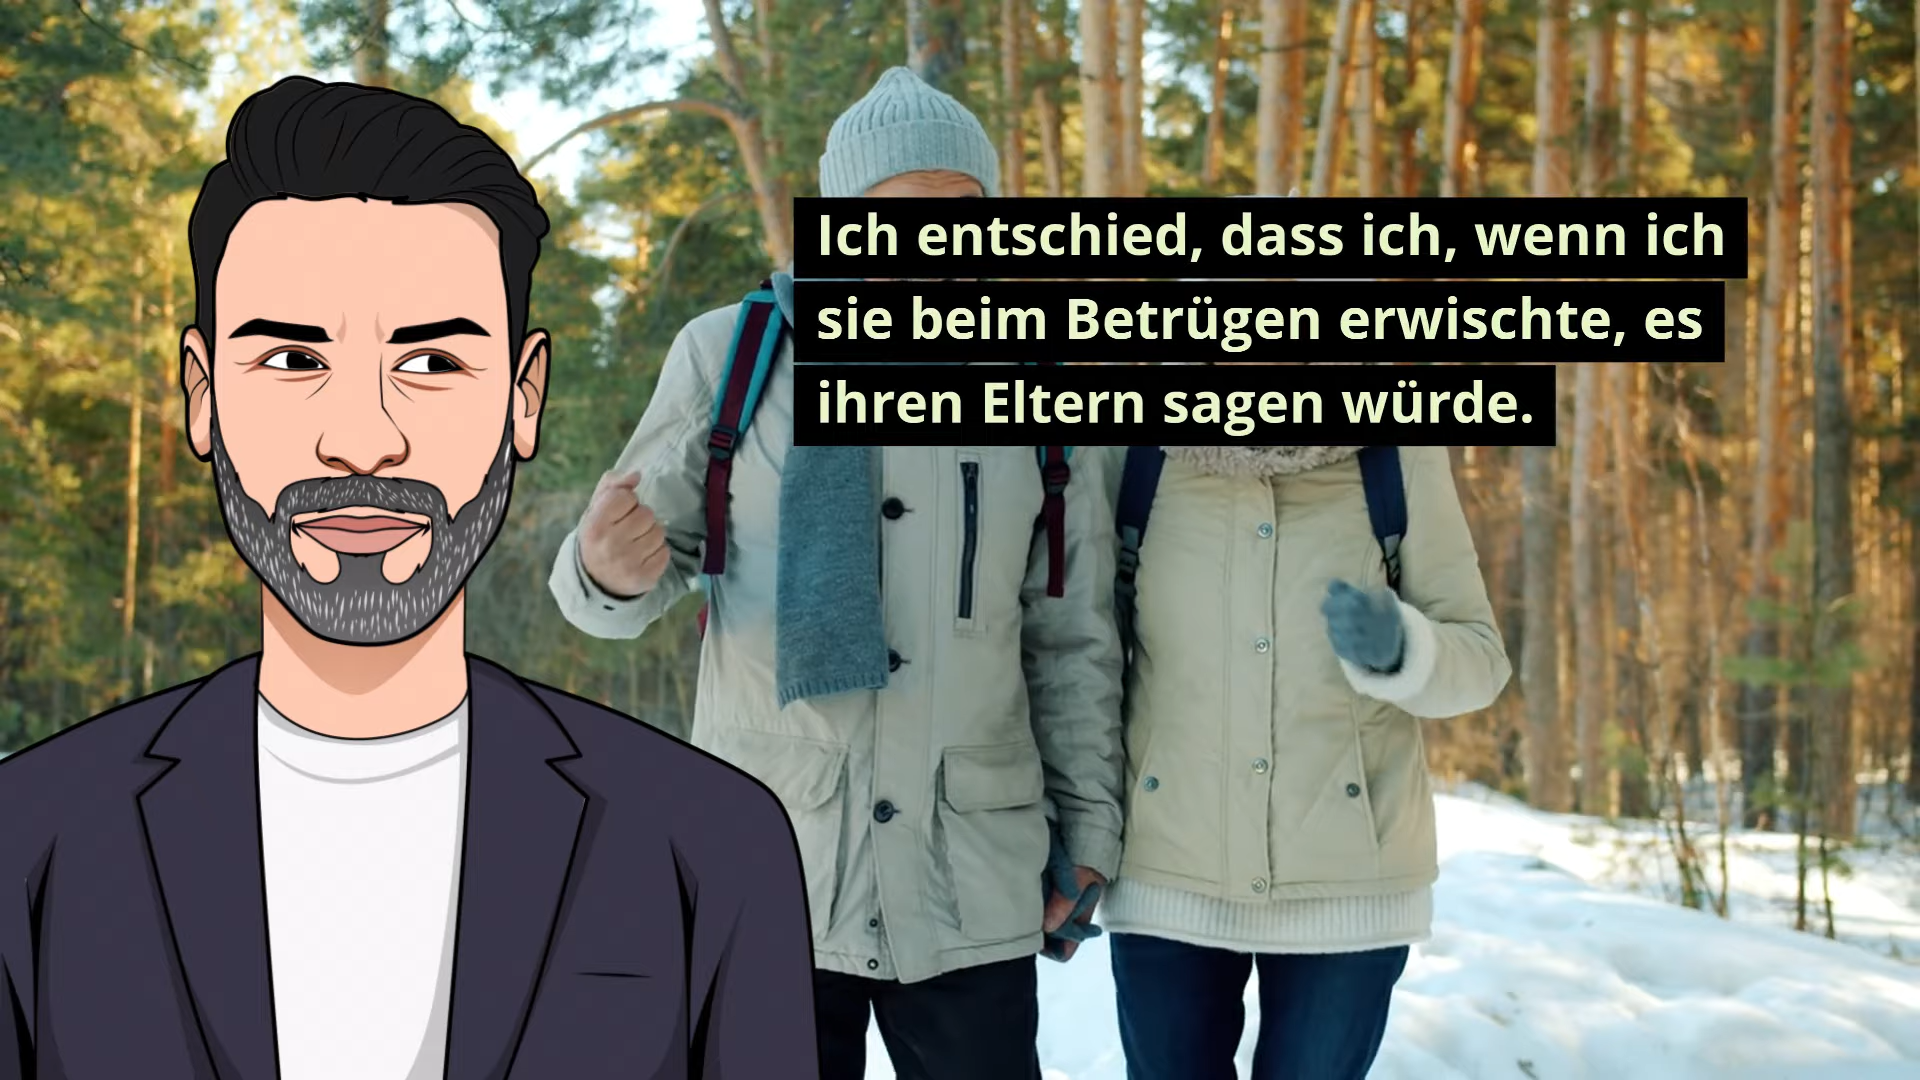 Ich entschied, dass ich, wenn ich
sie beim Betrügen erwischte, es
ihren Eltern sagen würde.